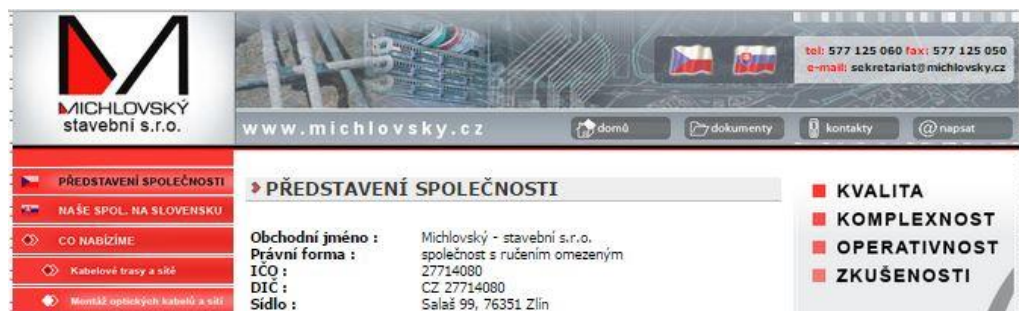 MICHLOVSKÝ
stavební s.r.o.
tel: 577 125 060 fax: 577 125 050
e-mail: sekretariat@michlovsky.cz
www.michlovsky.cz
domů
dokumenty
kontakty
@ napsat
PŘEDSTAVENÍ SPOLEČNOSTI
NAŠE SPOL. NA SLOVENSKU
CO NABÍZÍME
Kabelové trasy a sítě
Montáž optických kabelů a sítí
PŘEDSTAVENÍ SPOLEČNOSTI
Obchodní jméno : Michlovský - stavební s.r.o.
Právní forma : společnost s ručením omezeným
IČO : 27714080
DIČ : CZ 27714080
Sídlo : Salaš 99, 76351 Zlín
KVALITA
KOMPLEXNOST
OPERATIVNOST
ZKUŠENOSTI